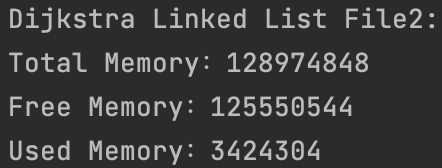 Dijkstra Linked List File2:
Total Memory: 128974848
Free Memory: 125550544
Used Memory: 3424304